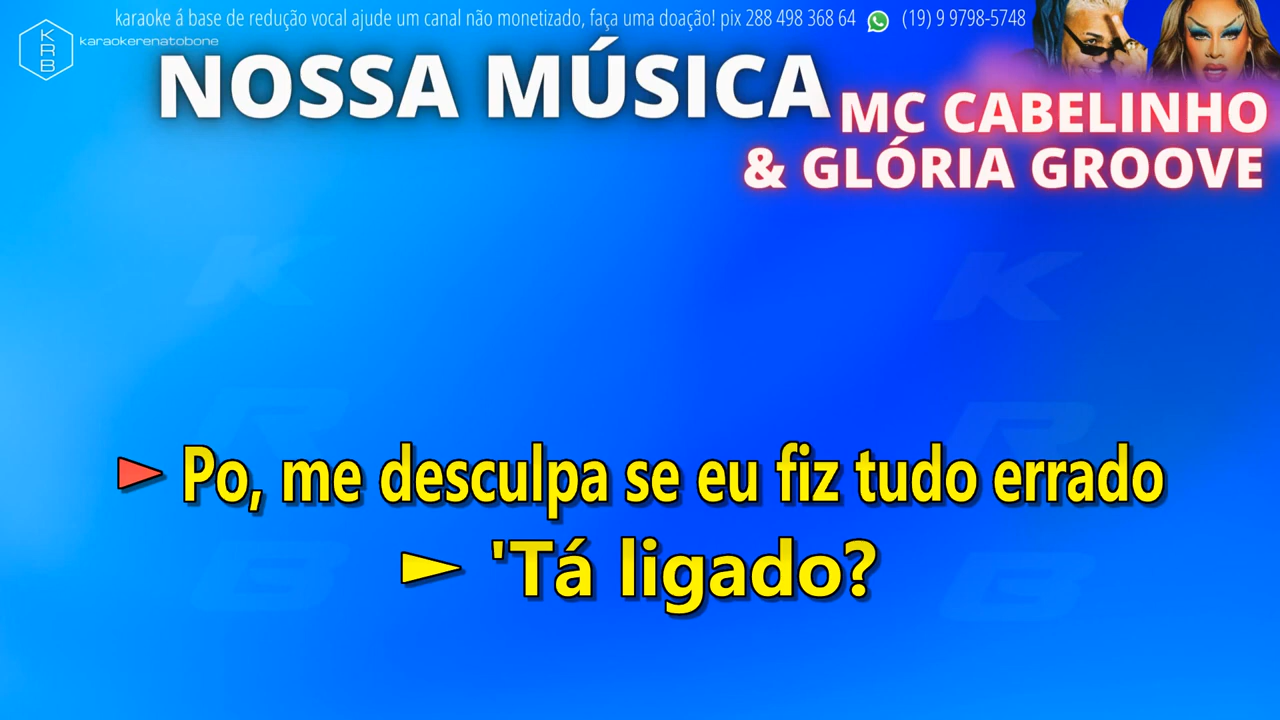 karaoke á base de redução vocal ajude um canal não monetizado, faça uma doação! pix 288 498 368 64 (19) 9 9798-5748
K
R
B
karaokerenatobone
NOSSA MÚSICA
MC CABELINHO
& GLÓRIA GROOVE
K K
R R
B B
Po, me desculpa se eu fiz tudo errado
'Tá ligado?